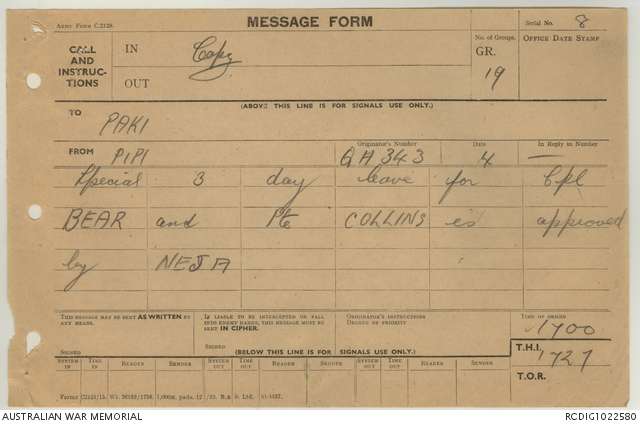 Army Form C.2128.
MESSAGE FORM
Serial No. 8
CALL AND INSTRUCTIONS
IN Copy
OUT
No. of Groups.
GR.
19
OFFICE DATE STAMP
(ABOVE THIS LINE IS FOR SIGNALS USE ONLY.)
TO PAKI
FROM PIPI
Originator's Number QH 343
Date 4
In Reply to Number —
Special 3 day leave for Cpl
BEAR and Pte COLLINS is approved
by NEJA
THIS MESSAGE MAY BE SENT AS WRITTEN BY ANY MEANS.
SIGNED
IF LIABLE TO BE INTERCEPTED OR FALL INTO ENEMY HANDS, THIS MESSAGE MUST BE SENT IN CIPHER.
SIGNED
ORIGINATOR'S INSTRUCTIONS
DEGREE OF PRIORITY
TIME OF ORIGIN
1700
T.H.I. 1727
T.O.R.
(BELOW THIS LINE IS FOR SIGNALS USE ONLY.)
SYSTEM IN TIME IN READER SENDER SYSTEM OUT TIME OUT READER SENDER SYSTEM OUT TIME OUT READER SENDER
AUSTRALIAN WAR MEMORIAL
RCDIG1022580